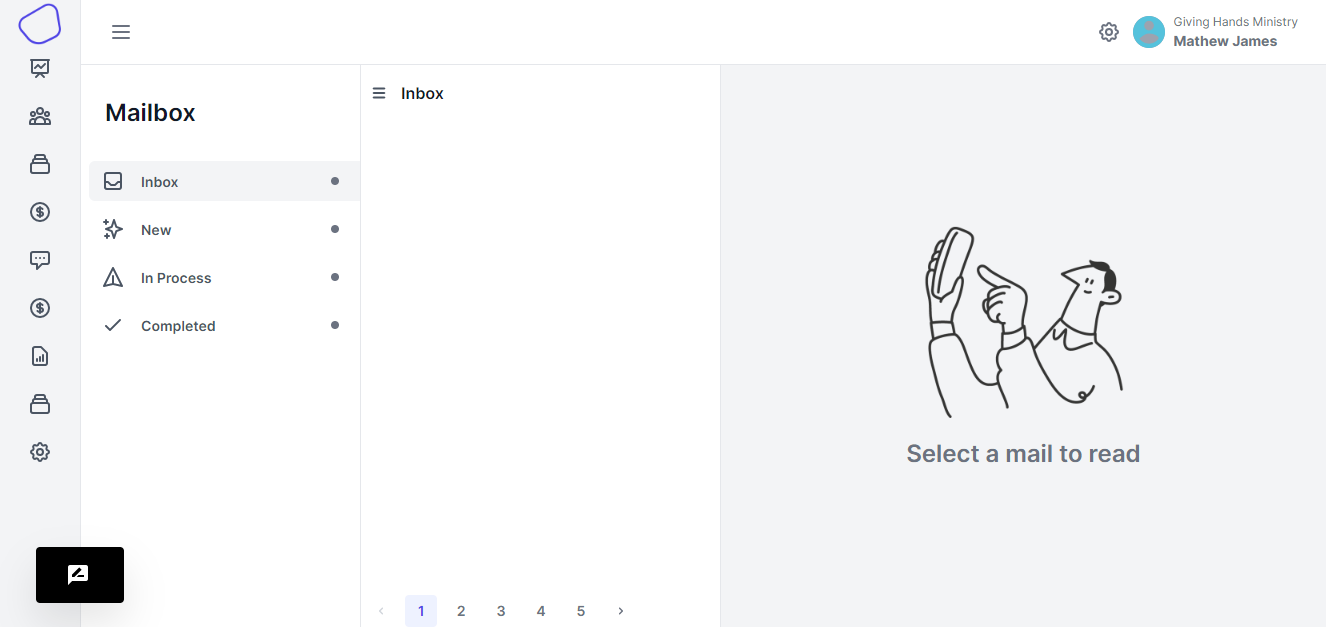 Giving Hands Ministry
Mathew James
Mailbox
Inbox
New
In Process
Completed
Inbox
Select a mail to read
1 2 3 4 5